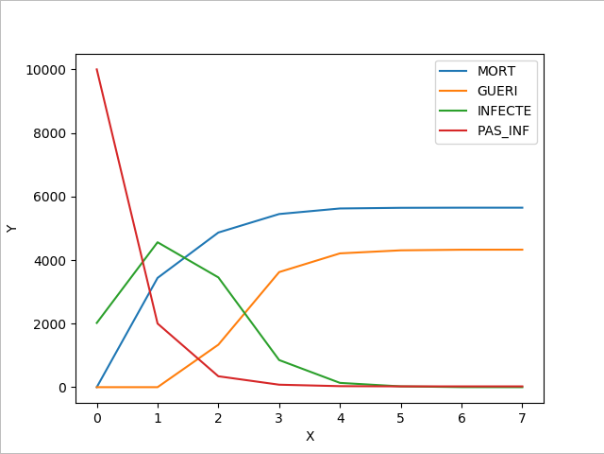 10000
8000
6000
4000
2000
0
Y
MORT
GUERI
INFECTE
PAS_INF
0 1 2 3 4 5 6 7
X